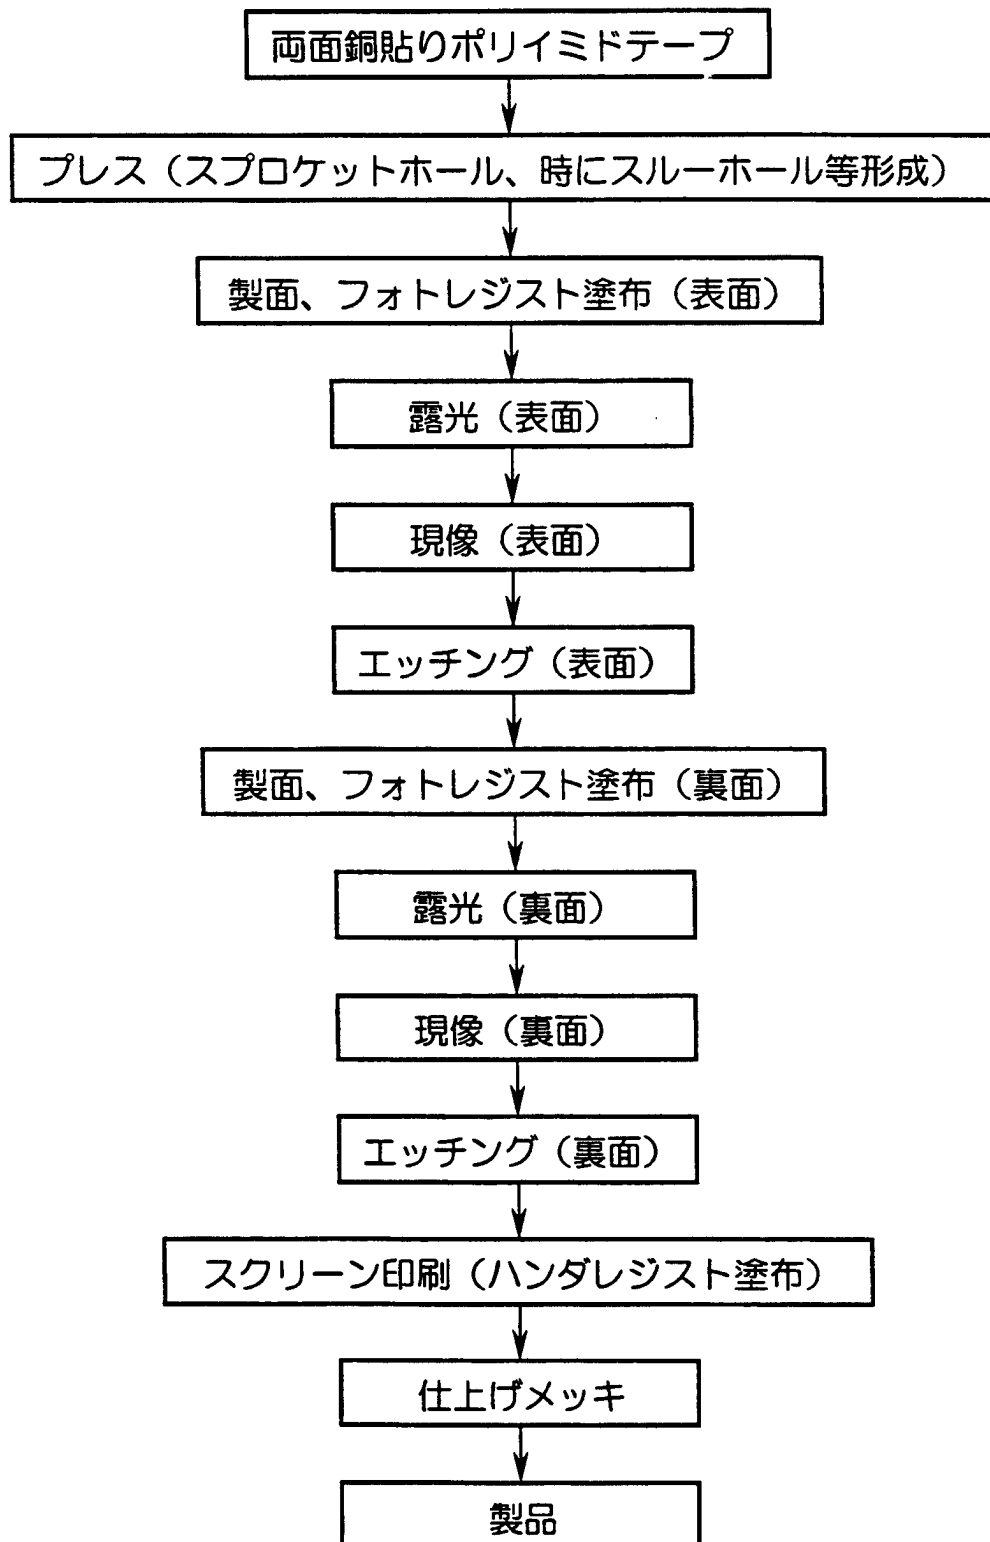 両面銅貼りポリイミドテープ
プレス（スプロケットホール、時にスルーホール等形成）
製面、フォトレジスト塗布（表面）
露光（表面）
現像（表面）
エッチング（表面）
製面、フォトレジスト塗布（裏面）
露光（裏面）
現像（裏面）
エッチング（裏面）
スクリーン印刷（ハンダレジスト塗布）
仕上げメッキ
製品